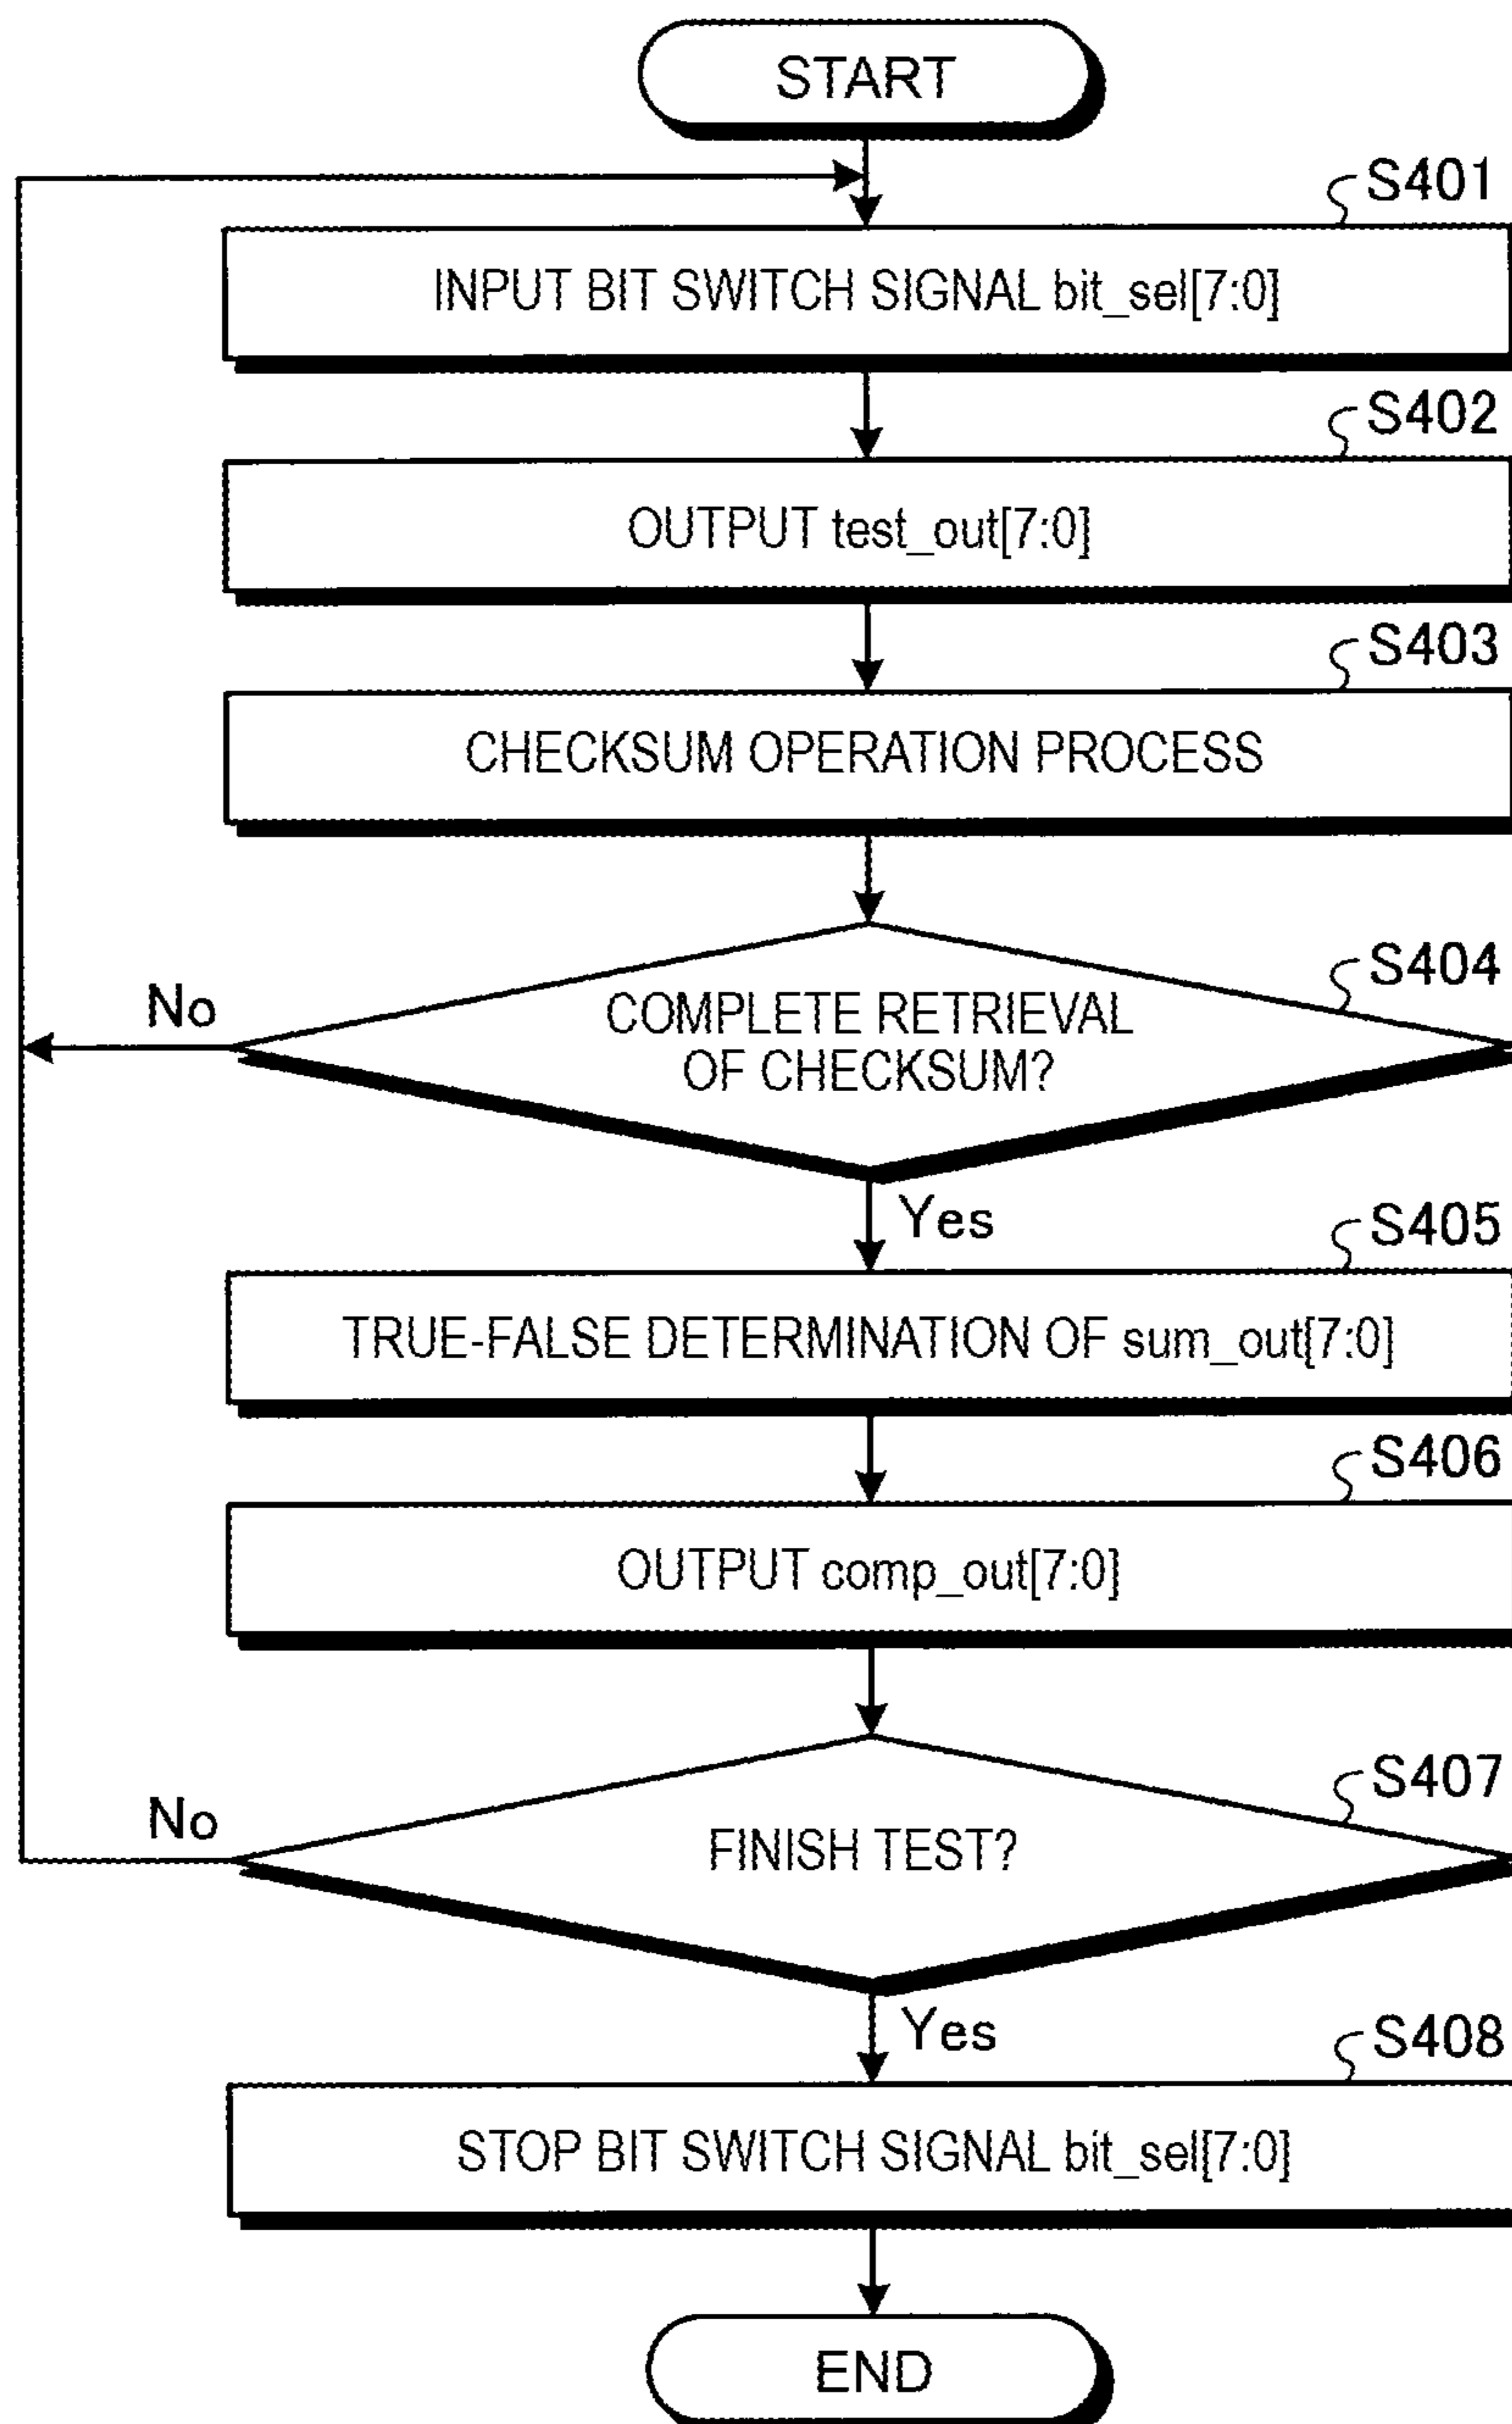 START
S401
INPUT BIT SWITCH SIGNAL bit_sel[7:0]
S402
OUTPUT test_out[7:0]
S403
CHECKSUM OPERATION PROCESS
S404
No
COMPLETE RETRIEVAL
OF CHECKSUM?
Yes
S405
TRUE-FALSE DETERMINATION OF sum_out[7:0]
S406
OUTPUT comp_out[7:0]
S407
No
FINISH TEST?
Yes
S408
STOP BIT SWITCH SIGNAL bit_sel[7:0]
END